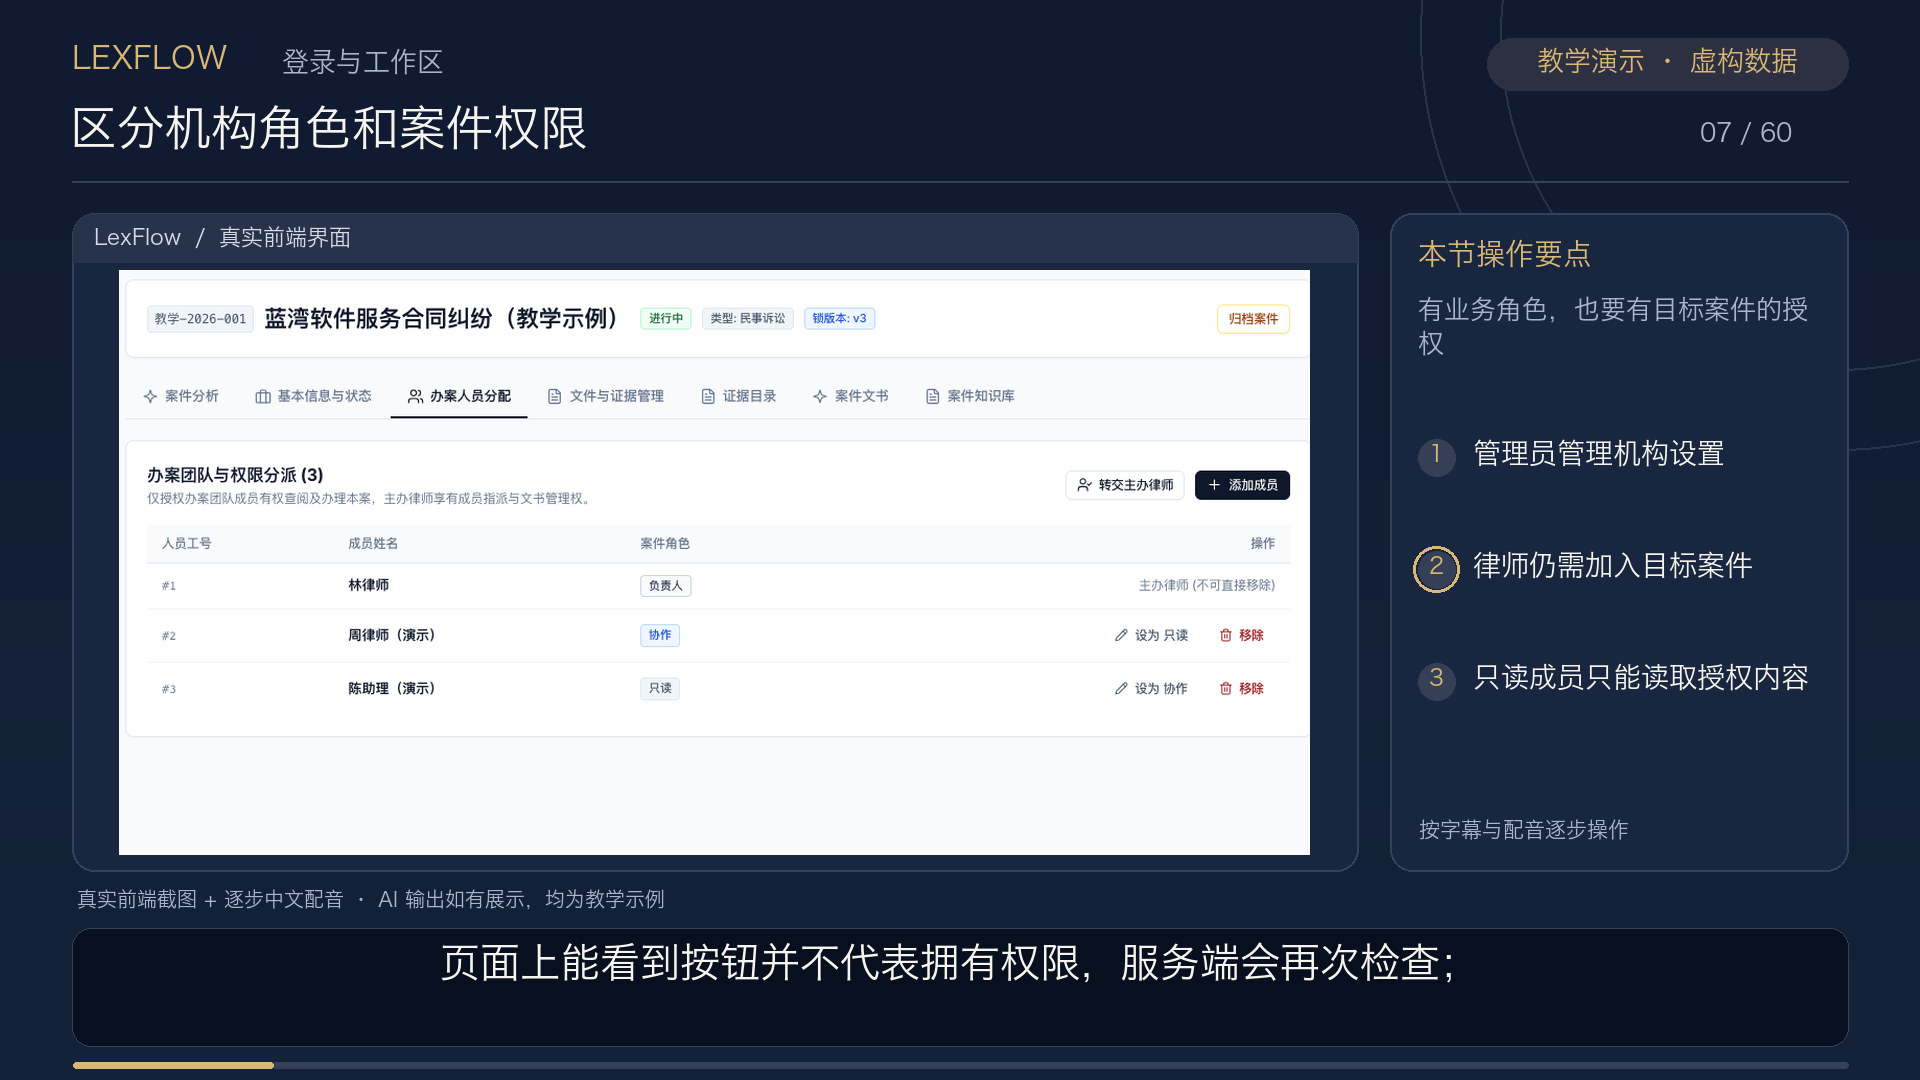 LEXFLOW 登录与工作区
教学演示 · 虚构数据
区分机构角色和案件权限
07 / 60
LexFlow / 真实前端界面
教学-2026-001 蓝湾软件服务合同纠纷（教学示例） 进行中 类型: 民事诉讼 锁版本: v3 归档案件
案件分析 基本信息与状态 办案人员分配 文件与证据管理 证据目录 案件文书 案件知识库
办案团队与权限分派 (3)
仅授权办案团队成员有权查阅及办理本案，主办律师享有成员指派与文书管理权。
转交主办律师 添加成员
人员工号 成员姓名 案件角色 操作
#1 林律师 负责人 主办律师 (不可直接移除)
#2 周律师（演示） 协作 设为 只读 移除
#3 陈助理（演示） 只读 设为 协作 移除
本节操作要点
有业务角色，也要有目标案件的授
权
1 管理员管理机构设置
2 律师仍需加入目标案件
3 只读成员只能读取授权内容
按字幕与配音逐步操作
真实前端截图 + 逐步中文配音 · AI 输出如有展示，均为教学示例
页面上能看到按钮并不代表拥有权限，服务端会再次检查；